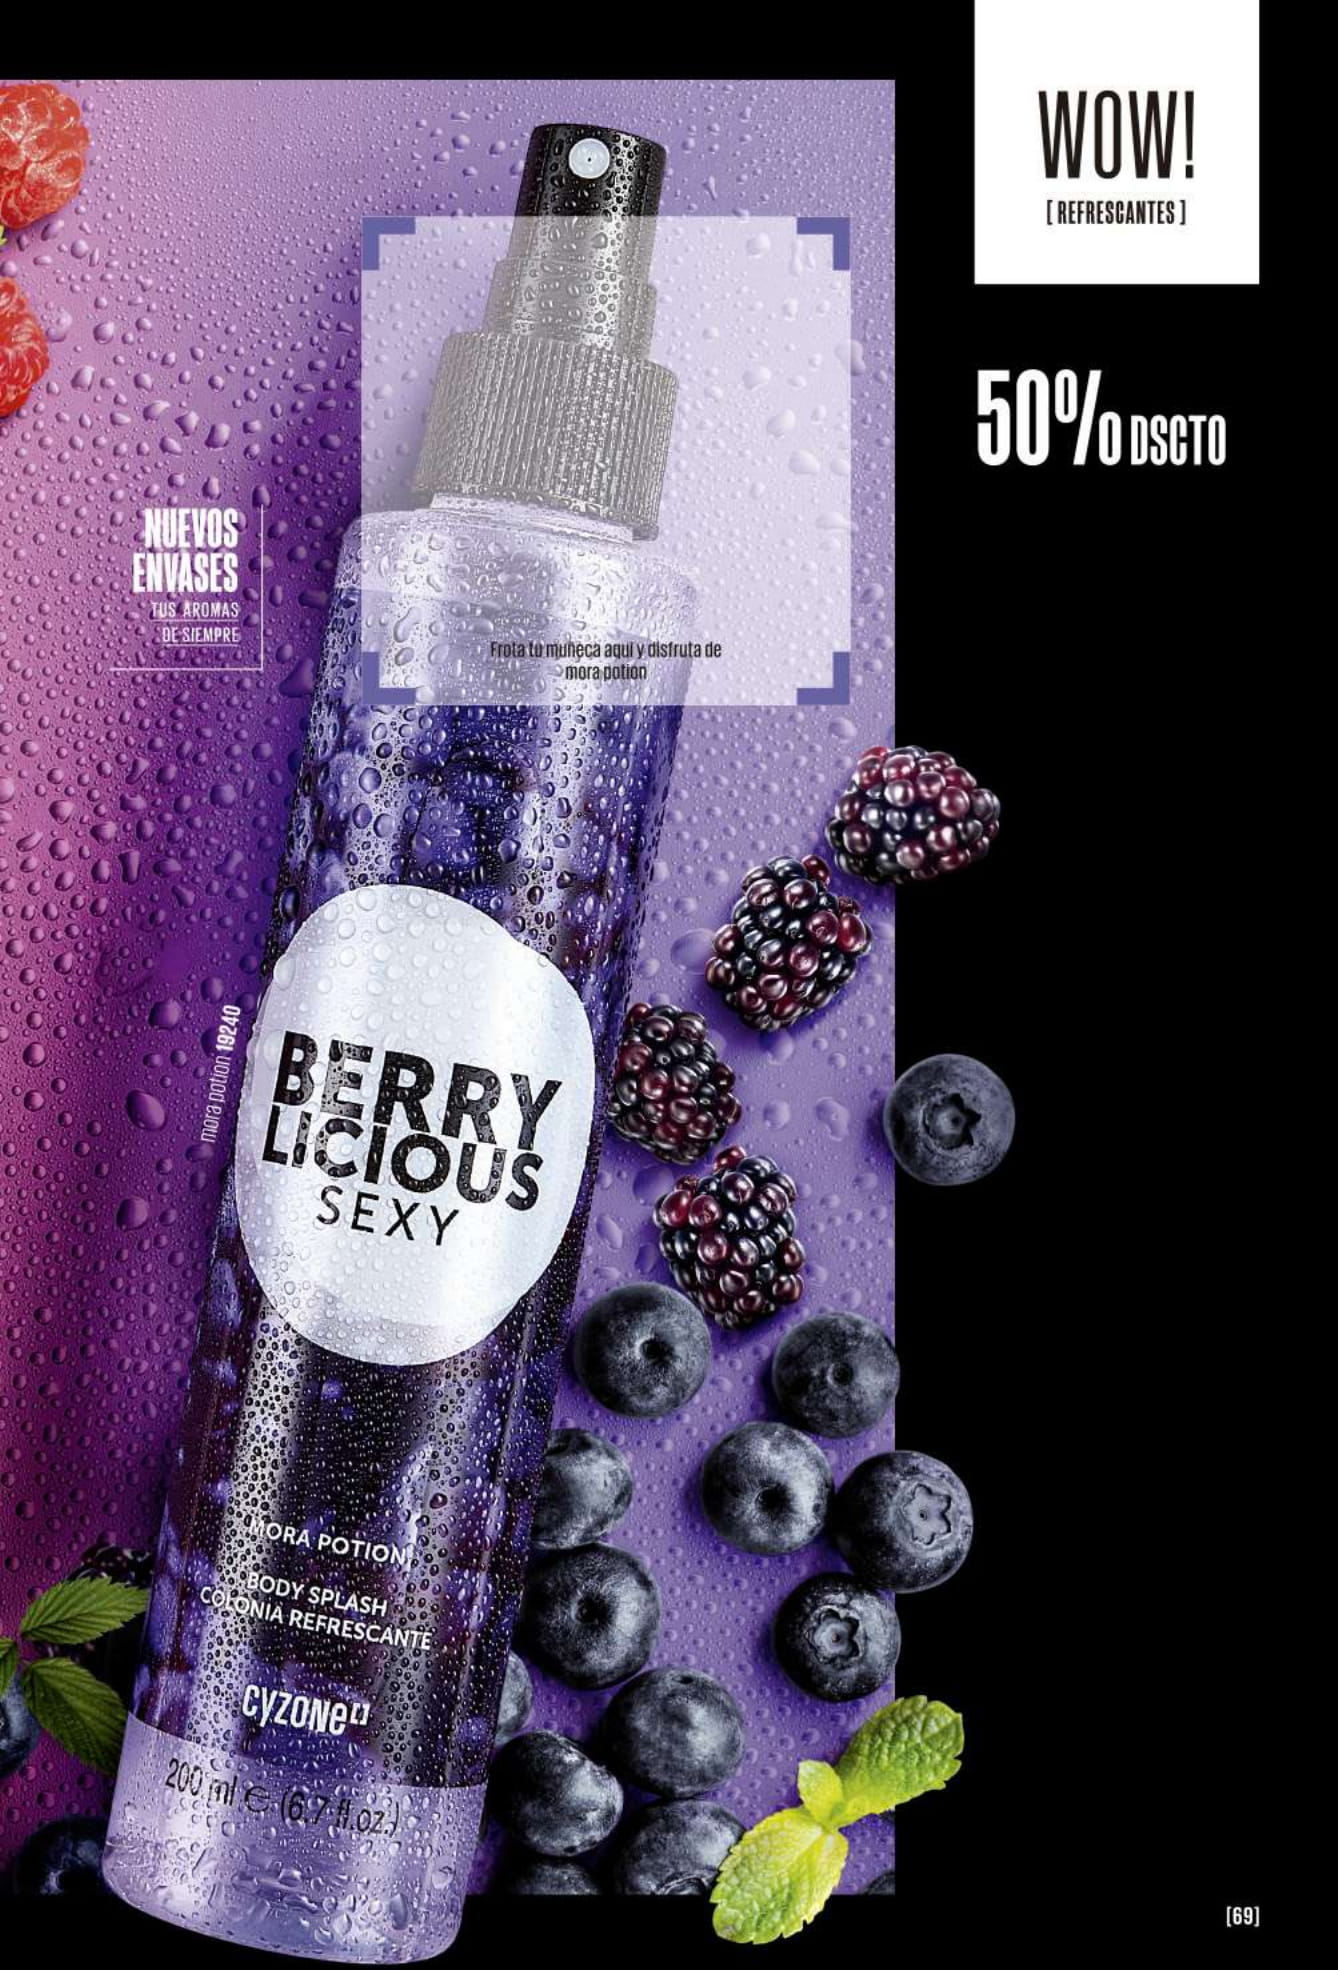 WOW!
[ REFRESCANTES ]
50% DSCTO
NUEVOS
ENVASES
TUS AROMAS
DE SIEMPRE
Frota tu muñeca aquí y disfruta de
mora potion
mora potion 19240
BERRY
LICIOUS
SEXY
MORA POTION
BODY SPLASH
COLONIA REFRESCANTE
cyzone
200 ml e (6.7 fl.oz.)
[69]